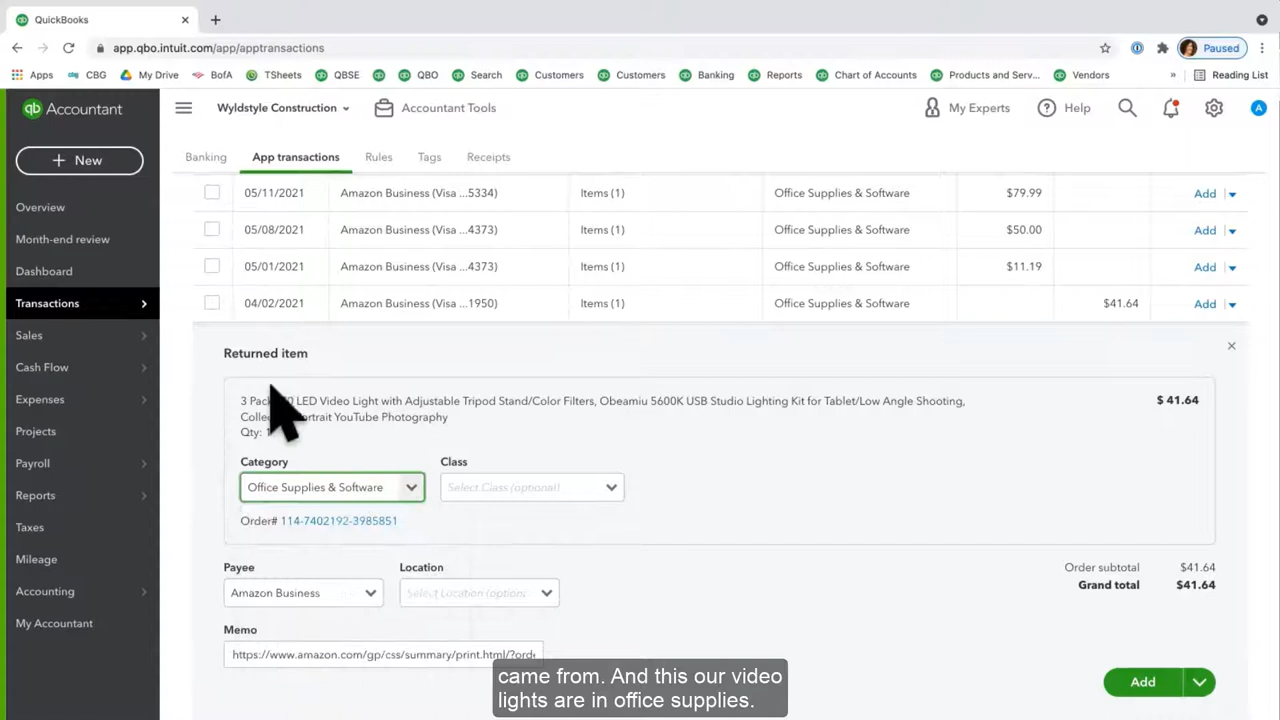 QuickBooks
app.qbo.intuit.com/app/apptransactions
Paused
Apps CBG My Drive BofA TSheets QBSE QBO Search Customers Customers Banking Reports Chart of Accounts Products and Serv... Vendors » Reading List
qb Accountant
Wyldstyle Construction Accountant Tools My Experts Help A
+ New
Banking App transactions Rules Tags Receipts
Overview
Month-end review
Dashboard
Transactions
Sales
Cash Flow
Expenses
Projects
Payroll
Reports
Taxes
Mileage
Accounting
My Accountant
05/11/2021 Amazon Business (Visa ...5334) Items (1) Office Supplies & Software $79.99 Add
05/08/2021 Amazon Business (Visa ...4373) Items (1) Office Supplies & Software $50.00 Add
05/01/2021 Amazon Business (Visa ...4373) Items (1) Office Supplies & Software $11.19 Add
04/02/2021 Amazon Business (Visa ...1950) Items (1) Office Supplies & Software $41.64 Add
Returned item
3 Pack LED Video Light with Adjustable Tripod Stand/Color Filters, Obeamiu 5600K USB Studio Lighting Kit for Tablet/Low Angle Shooting, $ 41.64
Portrait YouTube Photography
Qty:
Category Class
Office Supplies & Software Select Class (optional)
Order# 114-7402192-3985851
Payee Location
Amazon Business Select Location (option
Order subtotal $41.64
Grand total $41.64
Memo
https://www.amazon.com/gp/css/summary/print.html/?ord
Add
came from. And this our video
lights are in office supplies.